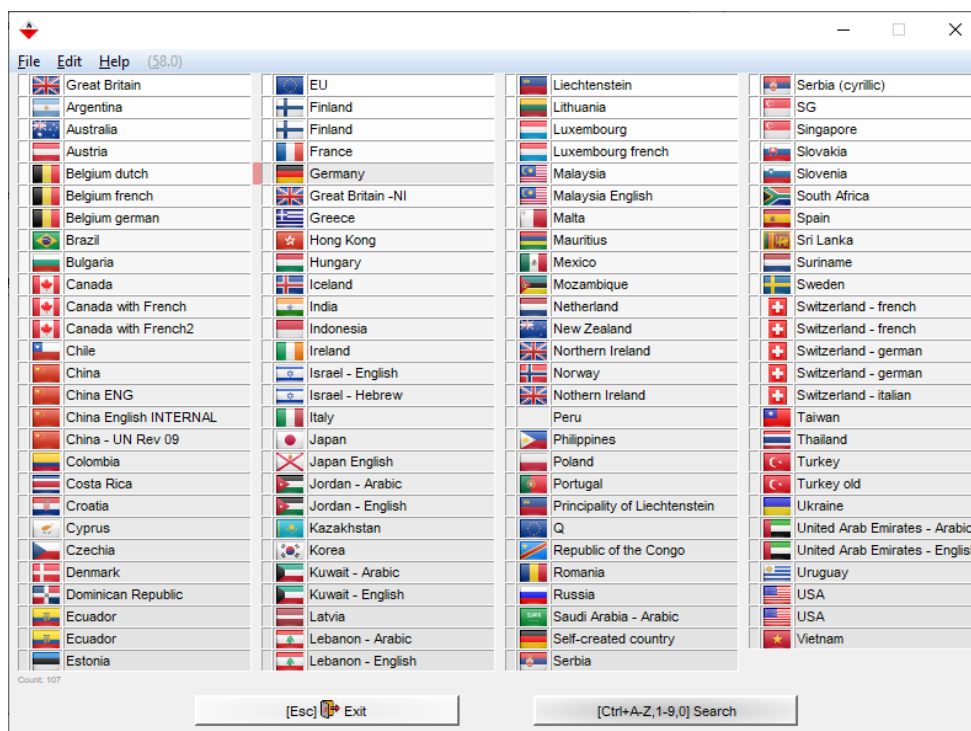 File Edit Help (58.0)
Great Britain
Argentina
Australia
Austria
Belgium dutch
Belgium french
Belgium german
Brazil
Bulgaria
Canada
Canada with French
Canada with French2
Chile
China
China ENG
China English INTERNAL
China - UN Rev 09
Colombia
Costa Rica
Croatia
Cyprus
Czechia
Denmark
Dominican Republic
Ecuador
Ecuador
Estonia
EU
Finland
Finland
France
Germany
Great Britain -NI
Greece
Hong Kong
Hungary
Iceland
India
Indonesia
Ireland
Israel - English
Israel - Hebrew
Italy
Japan
Japan English
Jordan - Arabic
Jordan - English
Kazakhstan
Korea
Kuwait - Arabic
Kuwait - English
Latvia
Lebanon - Arabic
Lebanon - English
Liechtenstein
Lithuania
Luxembourg
Luxembourg french
Malaysia
Malaysia English
Malta
Mauritius
Mexico
Mozambique
Netherland
New Zealand
Northern Ireland
Norway
Nothern Ireland
Peru
Philippines
Poland
Portugal
Principality of Liechtenstein
Q
Republic of the Congo
Romania
Russia
Saudi Arabia - Arabic
Self-created country
Serbia
Serbia (cyrillic)
SG
Singapore
Slovakia
Slovenia
South Africa
Spain
Sri Lanka
Suriname
Sweden
Switzerland - french
Switzerland - french
Switzerland - german
Switzerland - german
Switzerland - italian
Taiwan
Thailand
Turkey
Turkey old
Ukraine
United Arab Emirates - Arabic
United Arab Emirates - English
Uruguay
USA
USA
Vietnam
Count: 107
[Esc] Exit
[Ctrl+A-Z,1-9,0] Search